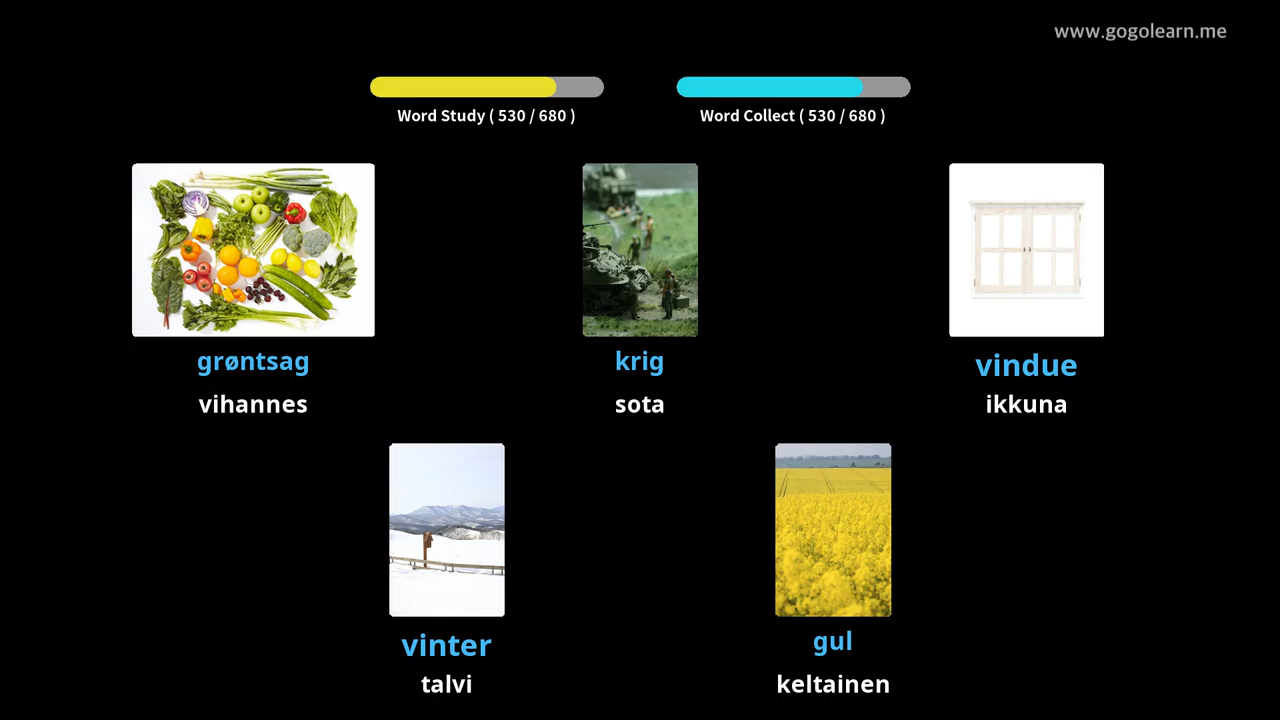 www.gogolearn.me
Word Study ( 530 / 680 )
Word Collect ( 530 / 680 )
grøntsag
vihannes
krig
sota
vindue
ikkuna
vinter
talvi
gul
keltainen